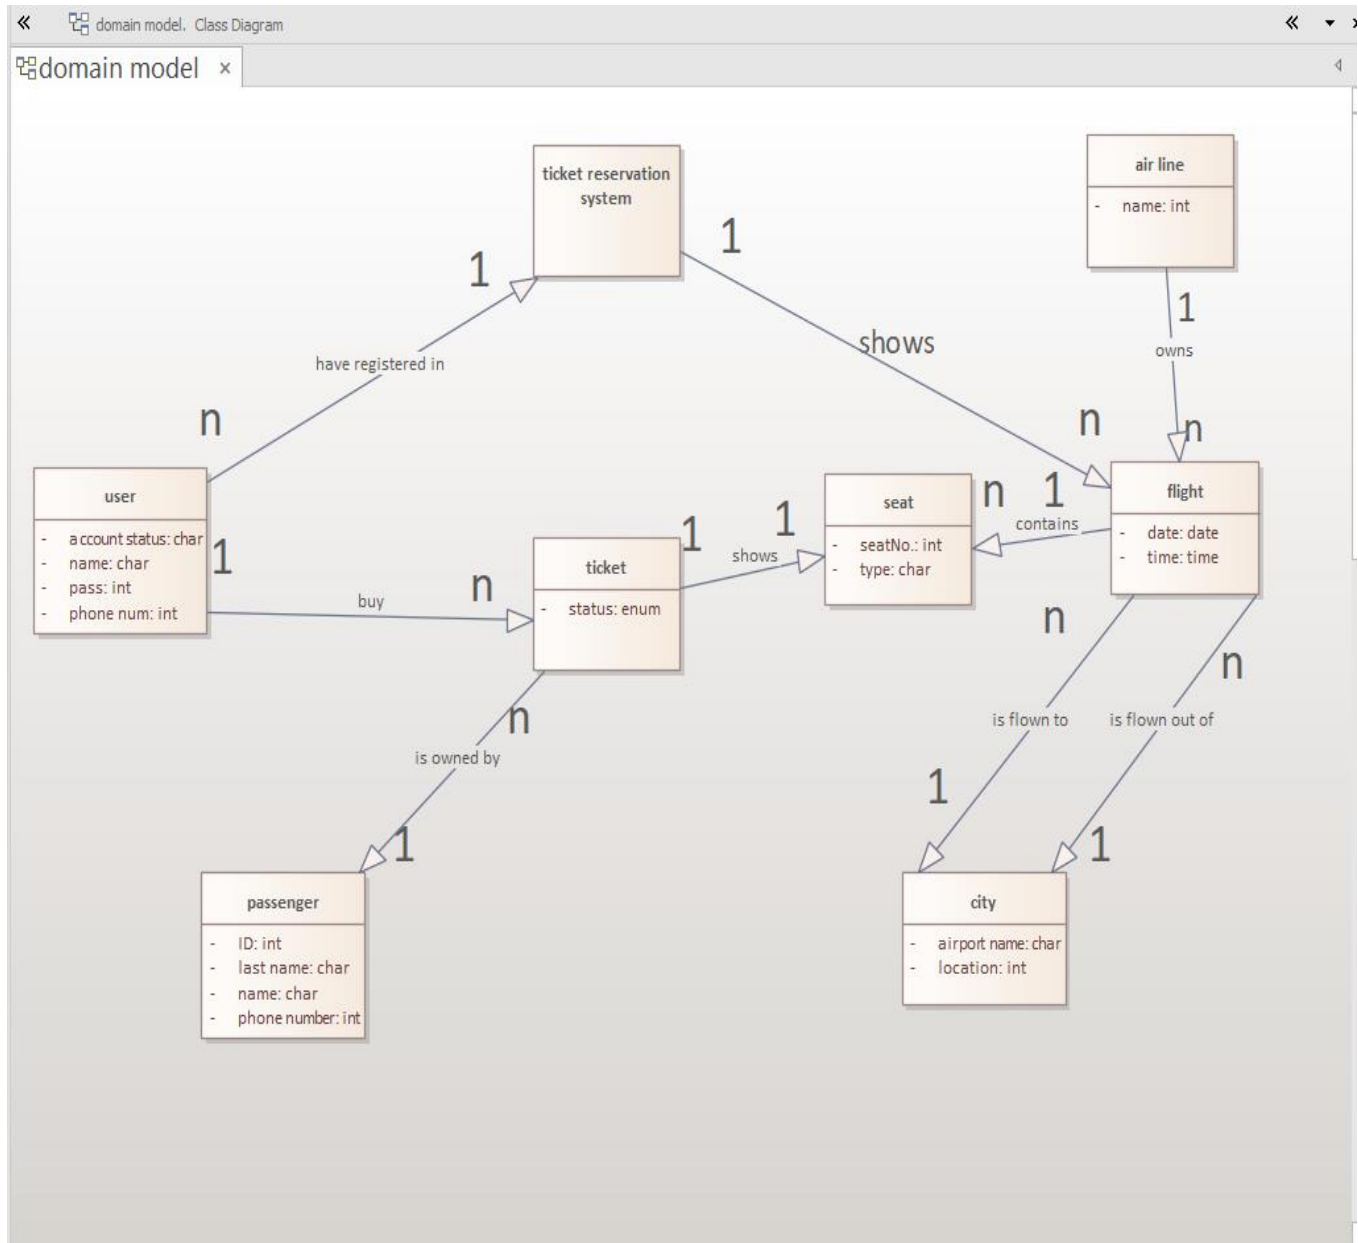 domain model. Class Diagram
domain model ×
ticket reservation
system
air line
- name: int
1
1
1
shows
owns
have registered in
n
n
n
user
- account status: char
- name: char
- pass: int
- phone num: int
1
buy
n
ticket
- status: enum
1
shows
1
seat
- seatNo.: int
- type: char
n
contains
1
flight
- date: date
- time: time
n
is owned by
1
n
n
is flown to
is flown out of
1
1
passenger
- ID: int
- last name: char
- name: char
- phone number: int
city
- airport name: char
- location: int